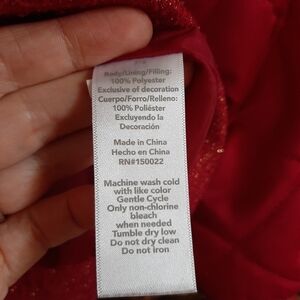 Body/Lining/Filling:
100% Polyester
Exclusive of decoration
Cuerpo/Forro/Relleno:
100% Poliéster
Excluyendo la
Decoración
Made in China
Hecho en China
RN#150022
Machine wash cold
with like color
Gentle Cycle
Only non-chlorine
bleach
when needed
Tumble dry low
Do not dry clean
Do not iron